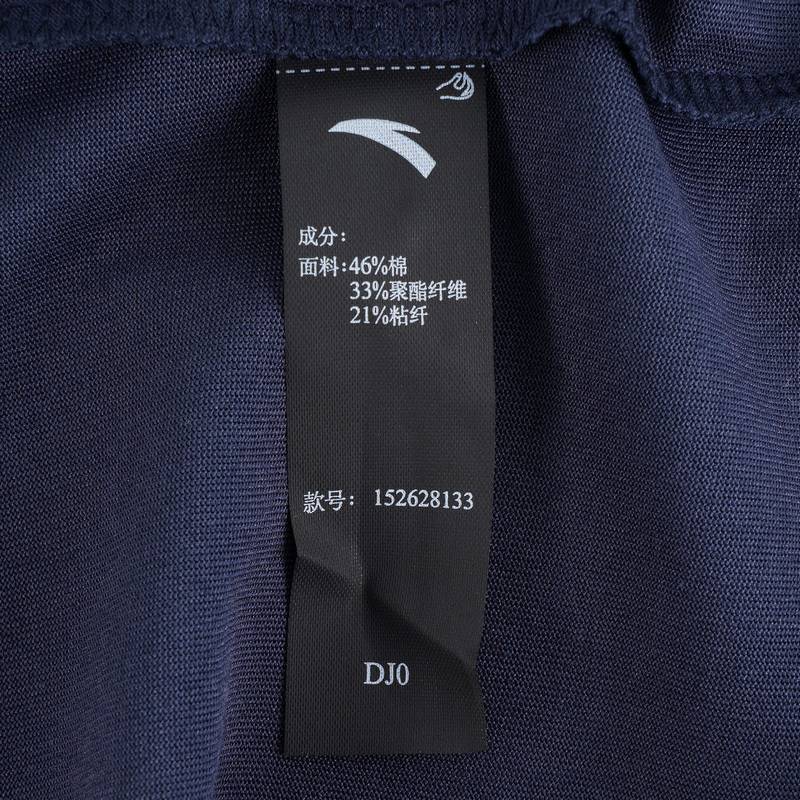 成分：
面料：46%棉
33%聚酯纤维
21%粘纤
款号： 152628133
DJ0